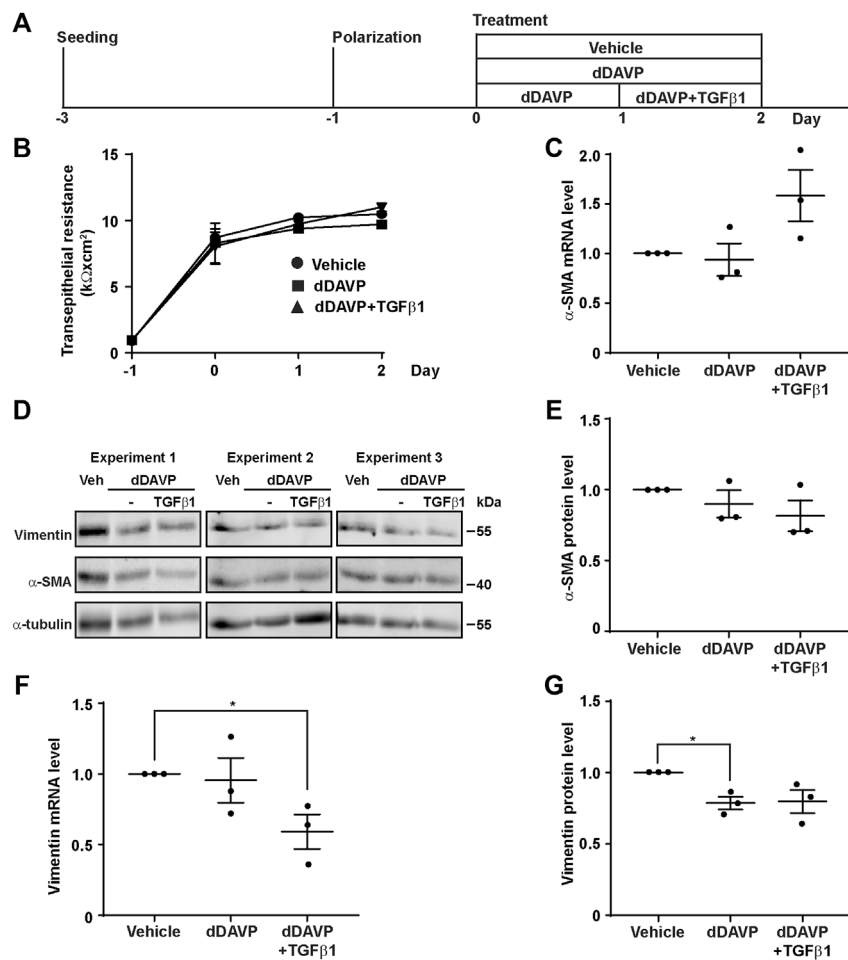 A
Seeding
Polarization
Treatment
Vehicle
dDAVP
dDAVP
dDAVP+TGFβ1
-3
-1
0
1
2
Day
B
Transepithelial resistance
(kΩxcm²)
15
10
5
0
-1
0
1
2
Day
Vehicle
dDAVP
dDAVP+TGFβ1
C
α-SMA mRNA level
2.0
1.5
1.0
0.5
0
Vehicle
dDAVP
dDAVP
+TGFβ1
D
Experiment 1
Experiment 2
Experiment 3
Veh
dDAVP
Veh
dDAVP
Veh
dDAVP
-
TGFβ1
-
TGFβ1
-
TGFβ1
kDa
Vimentin
–55
α-SMA
–40
α-tubulin
–55
E
α-SMA protein level
1.5
1.0
0.5
0
Vehicle
dDAVP
dDAVP
+TGFβ1
F
Vimentin mRNA level
1.5
1.0
0.5
0
*
Vehicle
dDAVP
dDAVP
+TGFβ1
G
Vimentin protein level
1.5
1.0
0.5
0
*
Vehicle
dDAVP
dDAVP
+TGFβ1